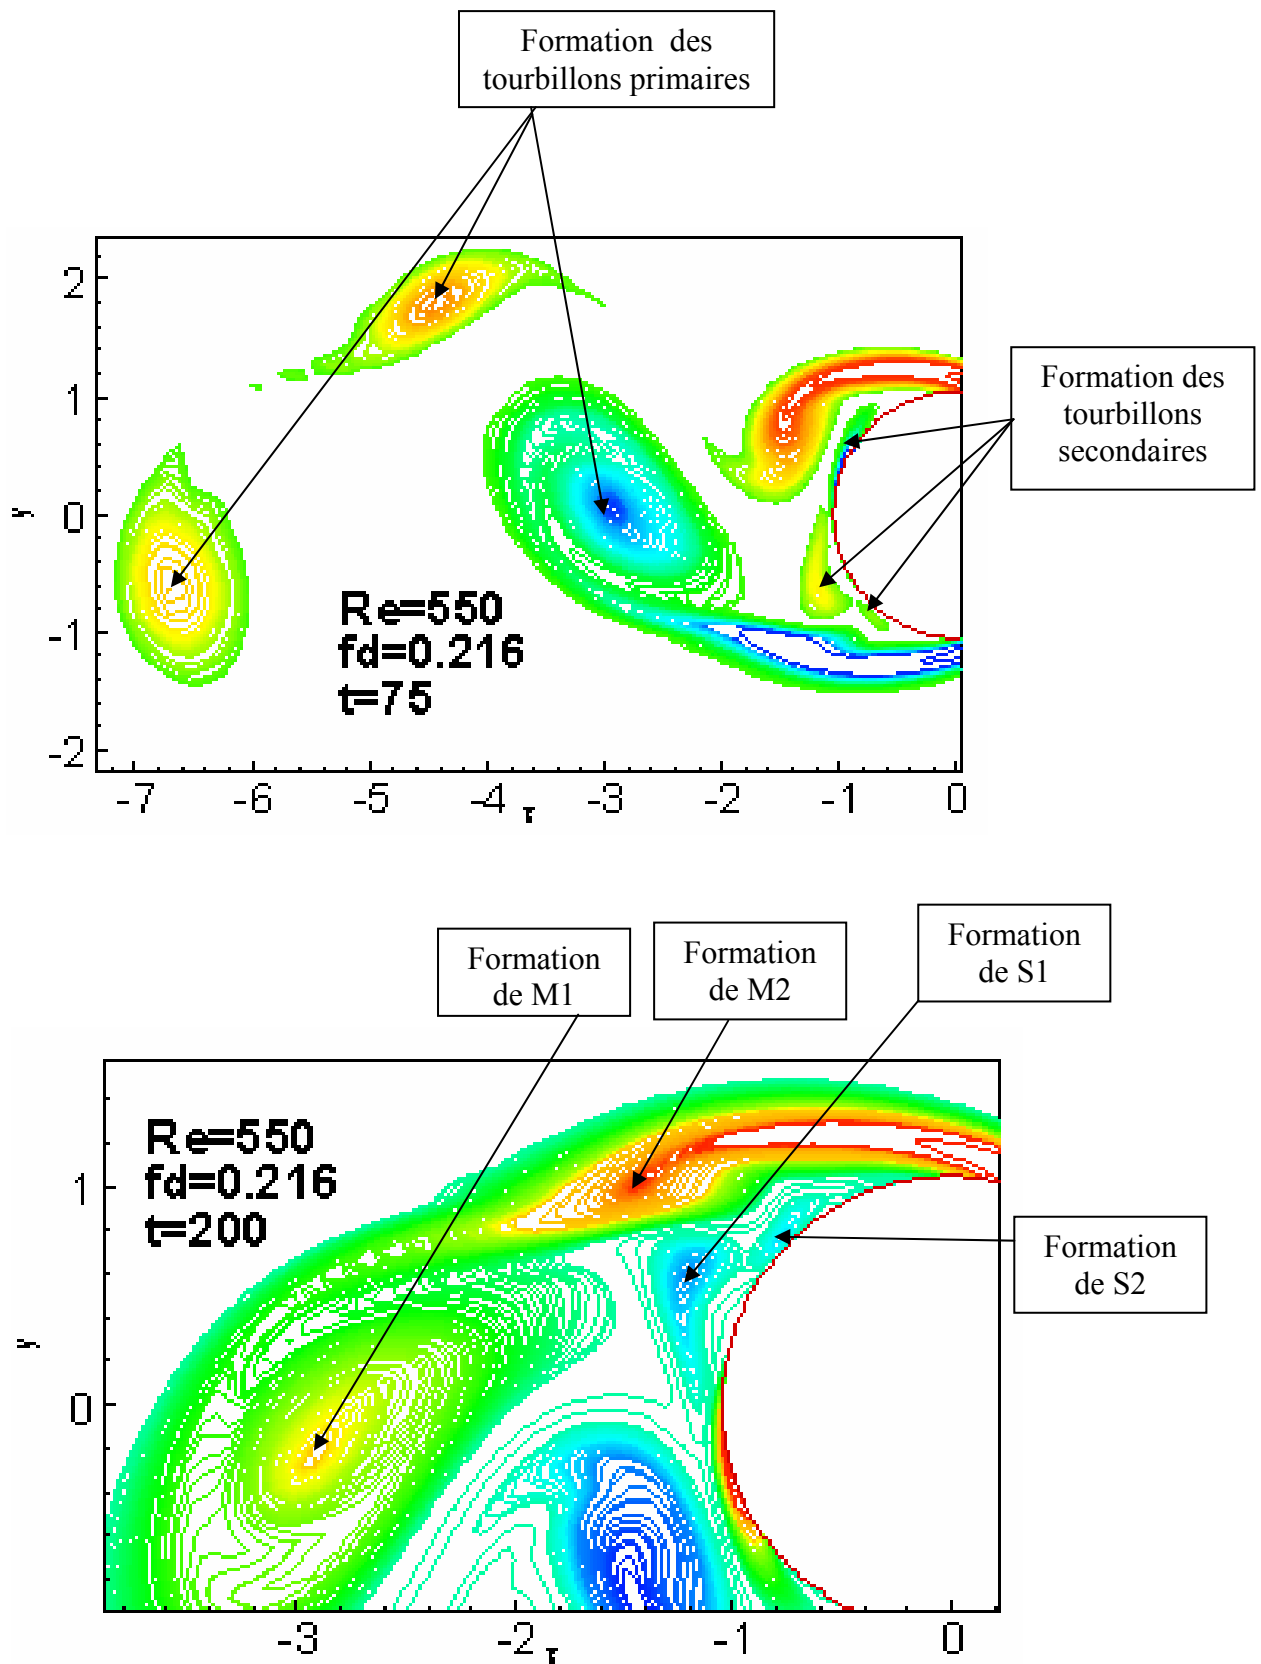 Formation des
tourbillons primaires
2
1
0
-1
-2
y
Re=550
fd=0.216
t=75
Formation des
tourbillons
secondaires
-7 -6 -5 -4 -3 -2 -1 0
Formation
de M1
Formation
de M2
Formation
de S1
Re=550
fd=0.216
t=200
1
0
y
Formation
de S2
-3 -2 -1 0